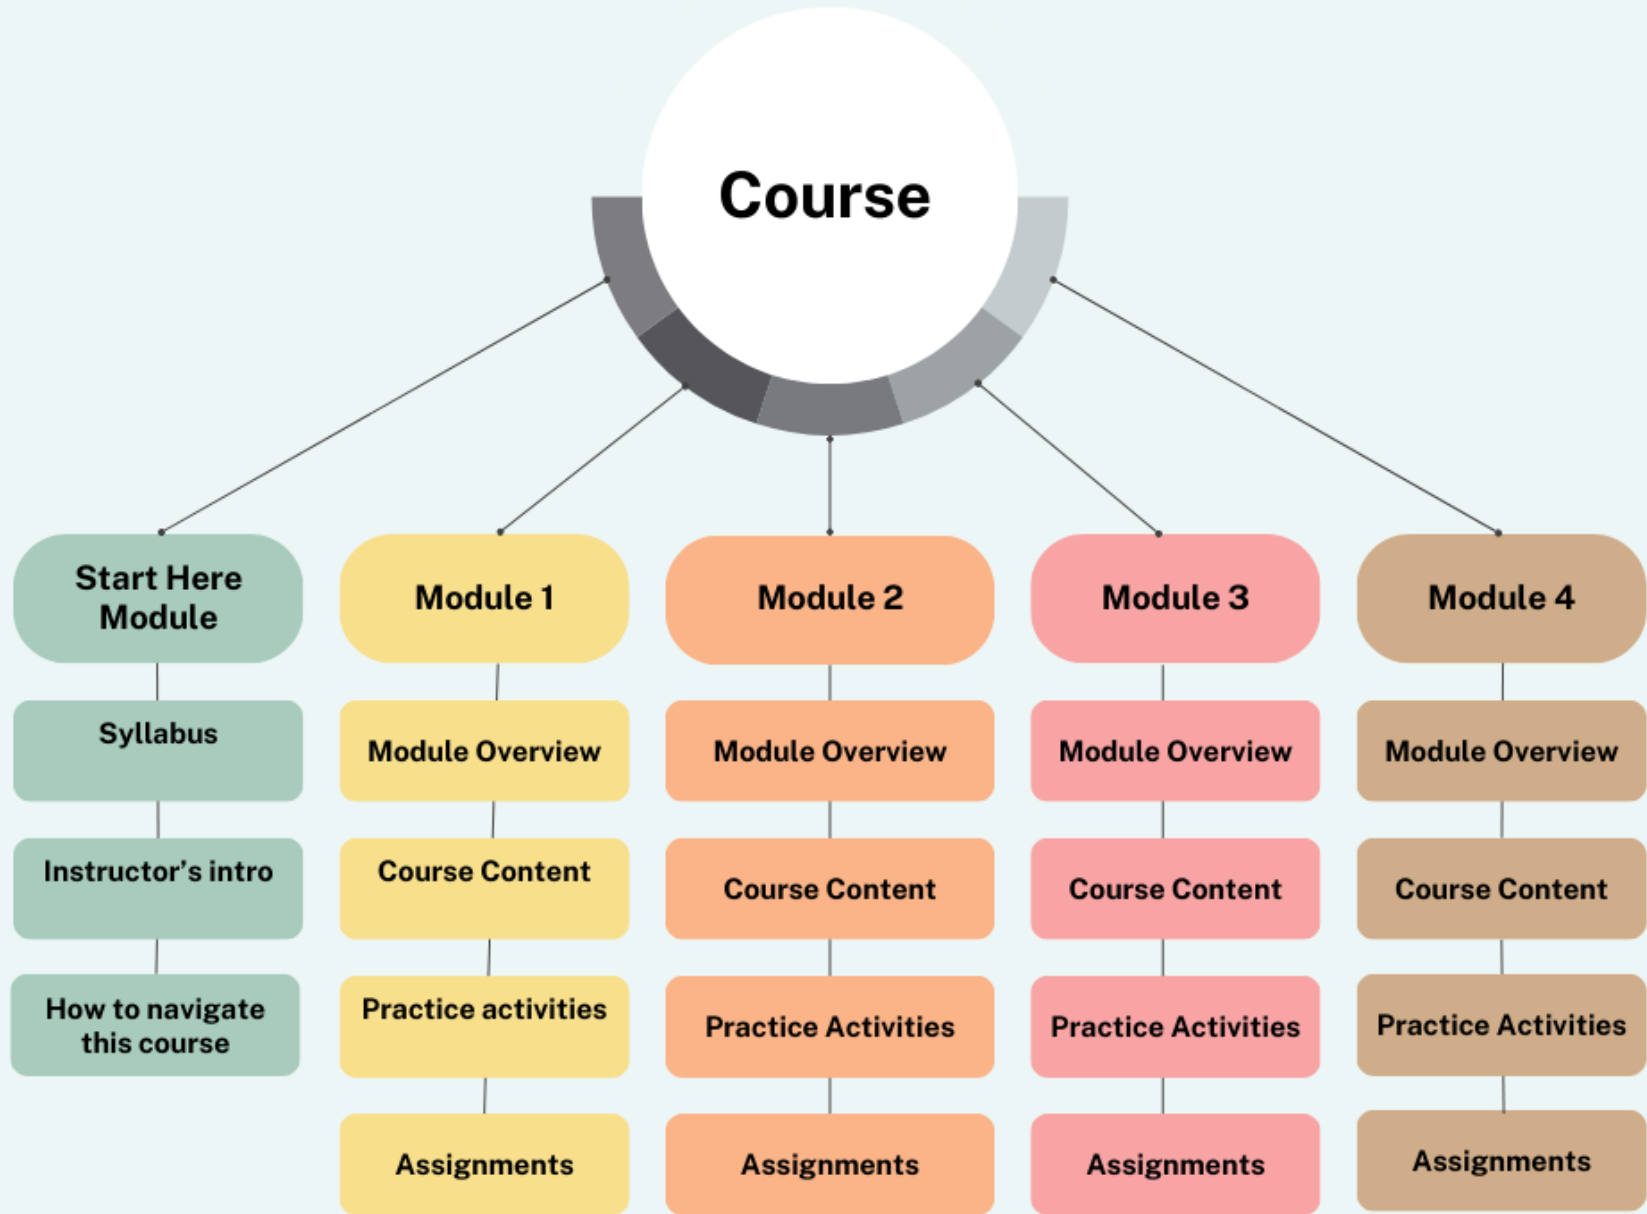 Course
Start Here
Module
Module 1
Module 2
Module 3
Module 4
Syllabus
Module Overview
Module Overview
Module Overview
Module Overview
Instructor’s intro
Course Content
Course Content
Course Content
Course Content
How to navigate
this course
Practice activities
Practice Activities
Practice Activities
Practice Activities
Assignments
Assignments
Assignments
Assignments